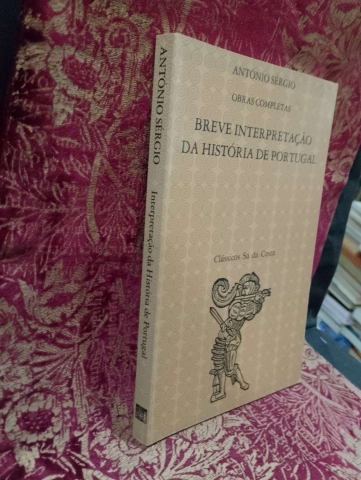 ANTÓNIO SÉRGIO
OBRAS COMPLETAS
BREVE INTERPRETAÇÃO
DA HISTÓRIA DE PORTUGAL
Clássicos Sá da Costa
ANTÓNIO SÉRGIO
Interpretação da História de Portugal